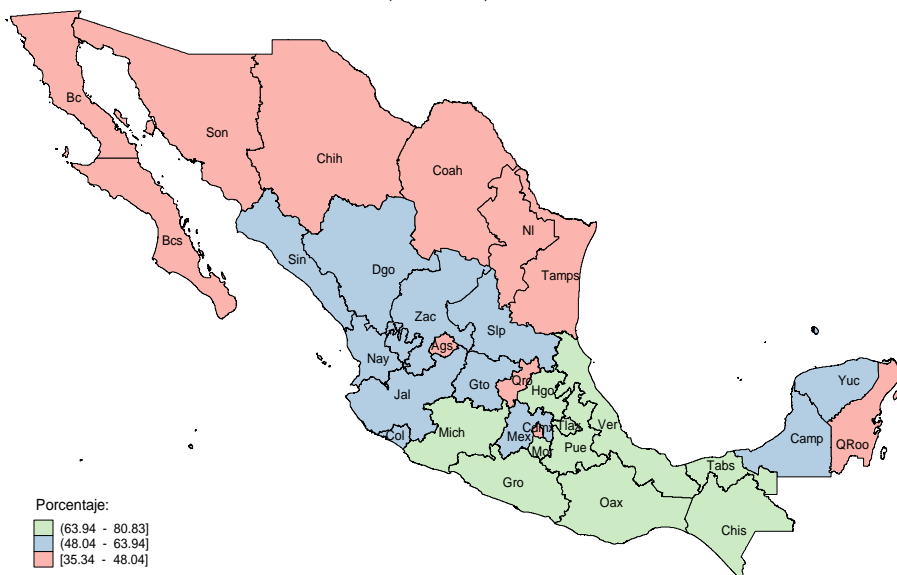 Bc
Son
Chih
Coah
Bcs
Nl
Tamps
Sin
Dgo
Zac
Slp
Nay
Ags
Jal
Gto
Qro
Hgo
Yuc
Col
Mich
Mex
Cdmx
Tlax
Ver
Camp
QRoo
Mor
Pue
Tabs
Gro
Oax
Chis
Porcentaje:
(63.94 - 80.83]
(48.04 - 63.94]
[35.34 - 48.04]